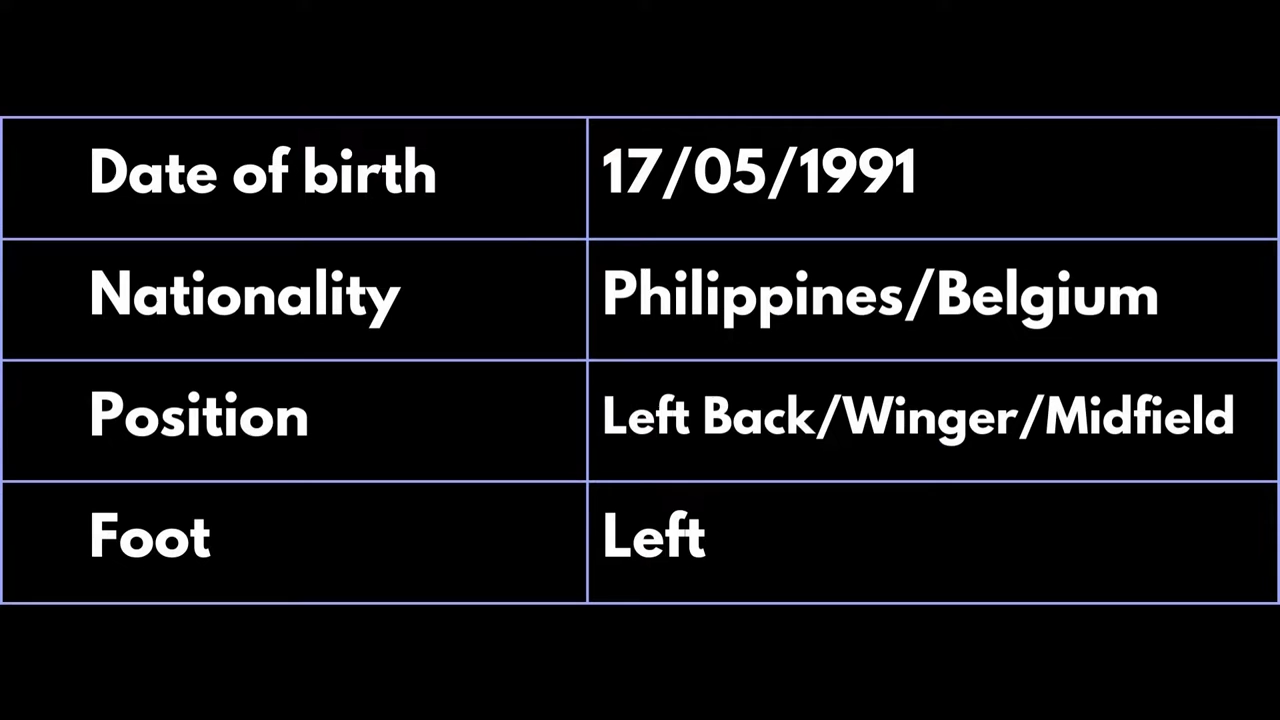 Date of birth 17/05/1991
Nationality Philippines/Belgium
Position Left Back/Winger/Midfield
Foot Left